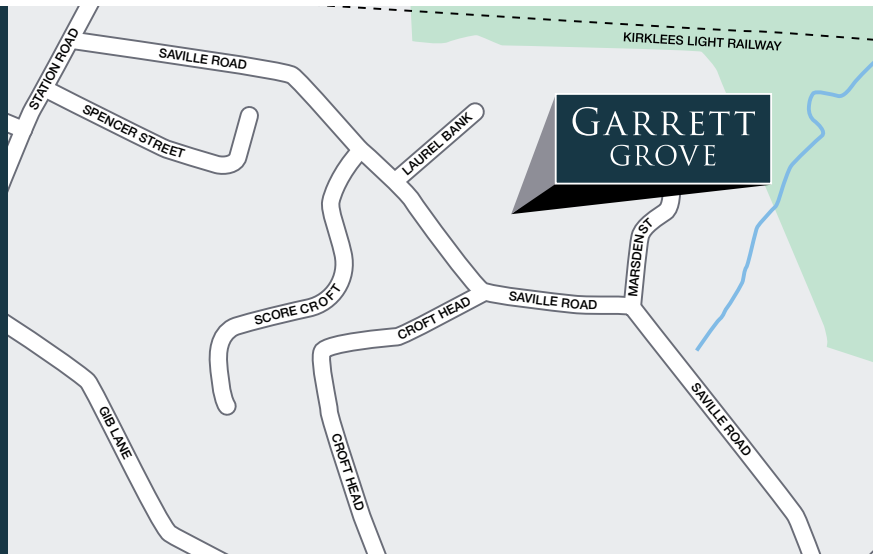 KIRKLEES LIGHT RAILWAY
STATION ROAD
SAVILLE ROAD
SPENCER STREET
LAUREL BANK
GARRETT
GROVE
MARSDEN ST
SCORE CROFT
CROFT HEAD
SAVILLE ROAD
GIB LANE
CROFT HEAD
SAVILLE ROAD